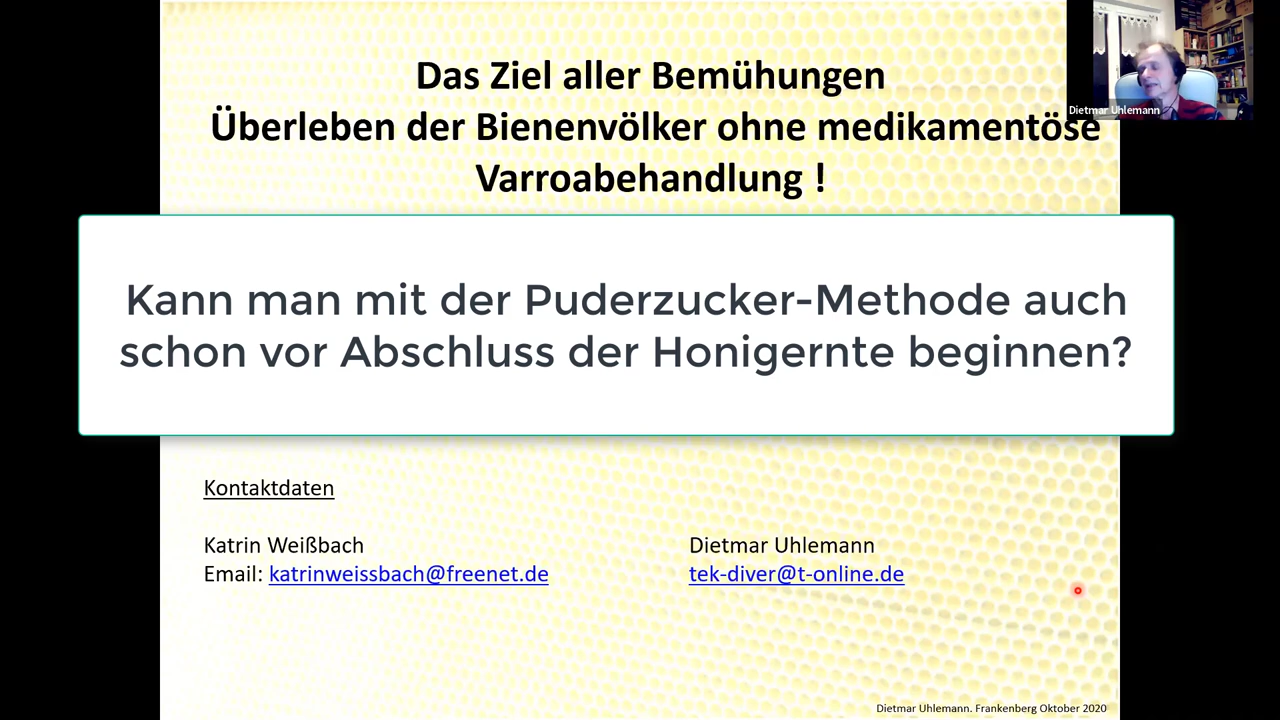 Das Ziel aller Bemühungen
Überleben der Bienenvölker ohne medikamentöse
Varroabehandlung !
Dietmar Uhlemann
Kann man mit der Puderzucker-Methode auch
schon vor Abschluss der Honigernte beginnen?
Kontaktdaten
Katrin Weißbach
Email: katrinweissbach@freenet.de
Dietmar Uhlemann
tek-diver@t-online.de
Dietmar Uhlemann. Frankenberg Oktober 2020